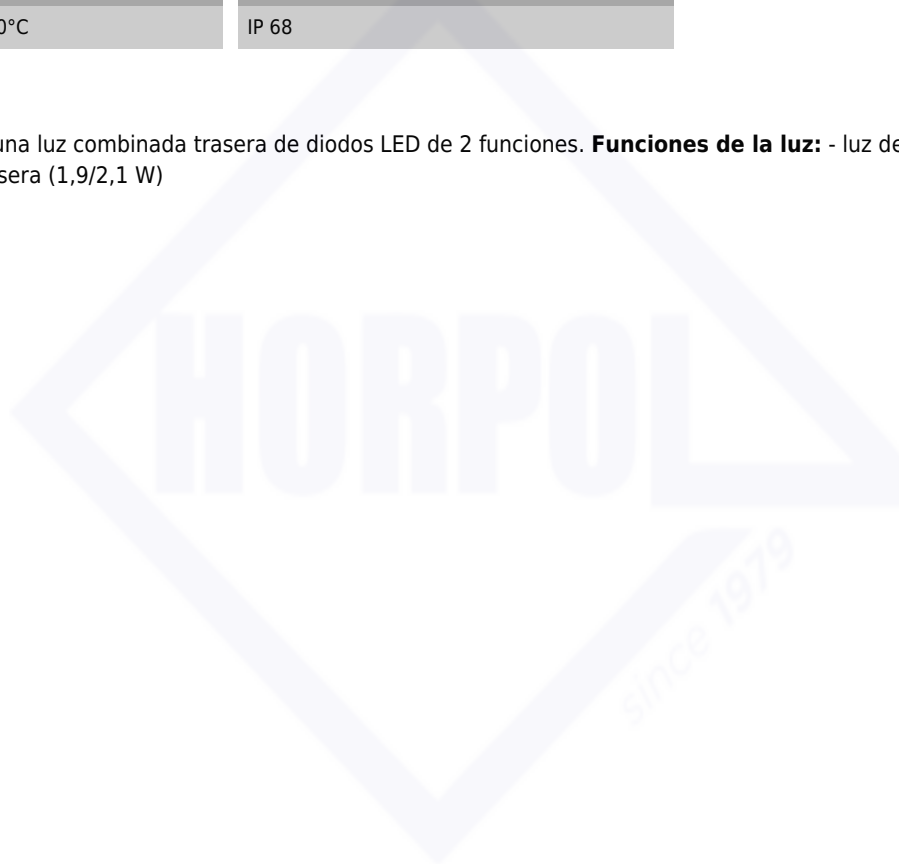 0°C IP 68
una luz combinada trasera de diodos LED de 2 funciones. Funciones de la luz: - luz de
sera (1,9/2,1 W)
HORPOL
since 1979